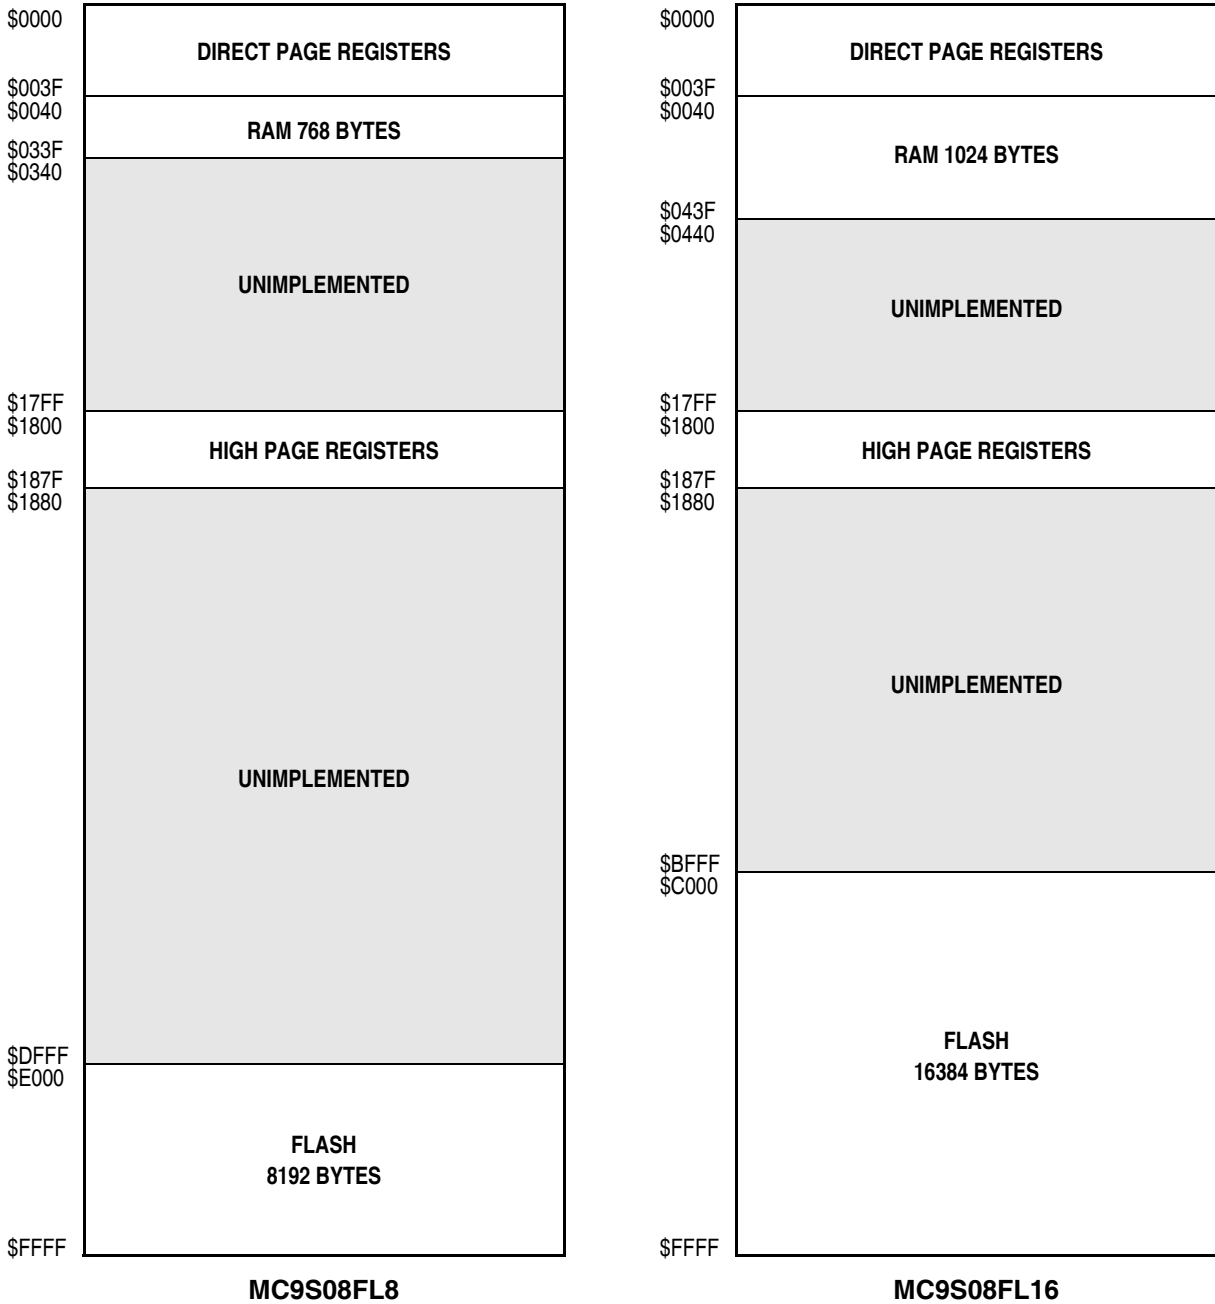 $0000
DIRECT PAGE REGISTERS
$003F
$0040
RAM 768 BYTES
$033F
$0340
UNIMPLEMENTED
$17FF
$1800
HIGH PAGE REGISTERS
$187F
$1880
UNIMPLEMENTED
$DFFF
$E000
FLASH
8192 BYTES
$FFFF
MC9S08FL8
$0000
DIRECT PAGE REGISTERS
$003F
$0040
RAM 1024 BYTES
$043F
$0440
UNIMPLEMENTED
$17FF
$1800
HIGH PAGE REGISTERS
$187F
$1880
UNIMPLEMENTED
$BFFF
$C000
FLASH
16384 BYTES
$FFFF
MC9S08FL16